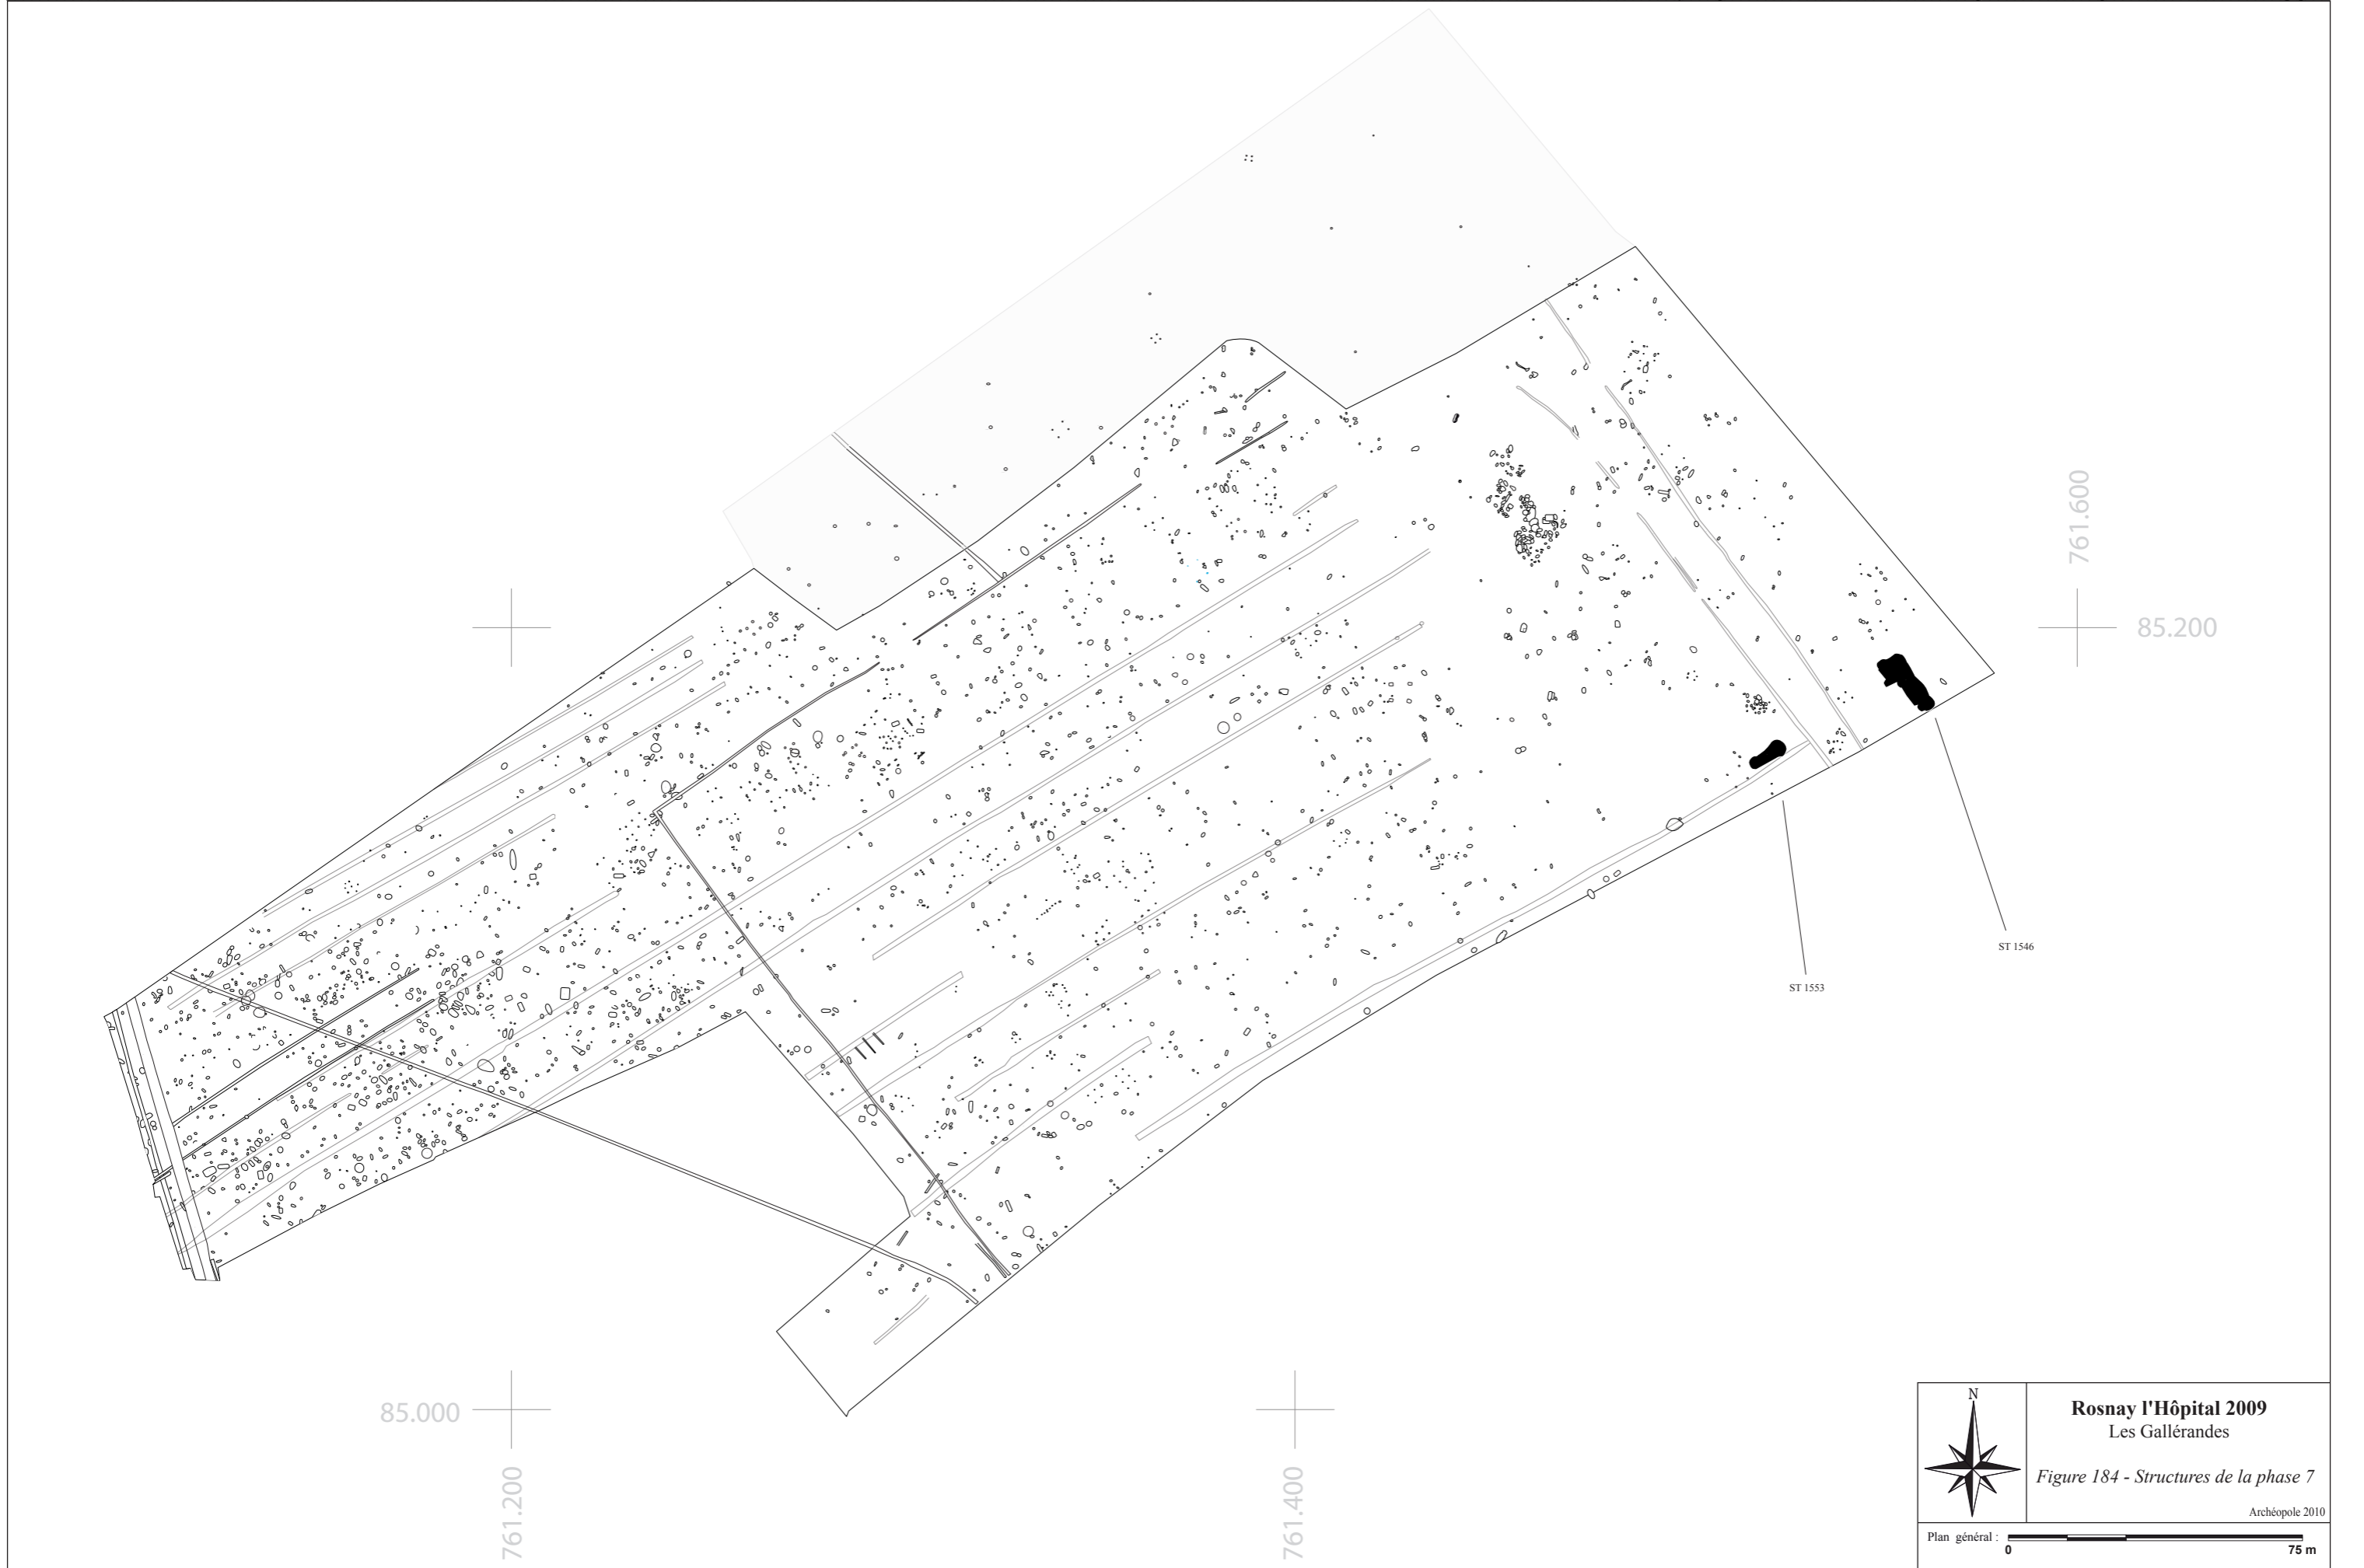 761.600
85.200
ST 1546
ST 1553
85.000
761.200
761.400
N
Rosnay l'Hôpital 2009
Les Gallérandes
Figure 184 - Structures de la phase 7
Archéopole 2010
Plan général :
0 75 m